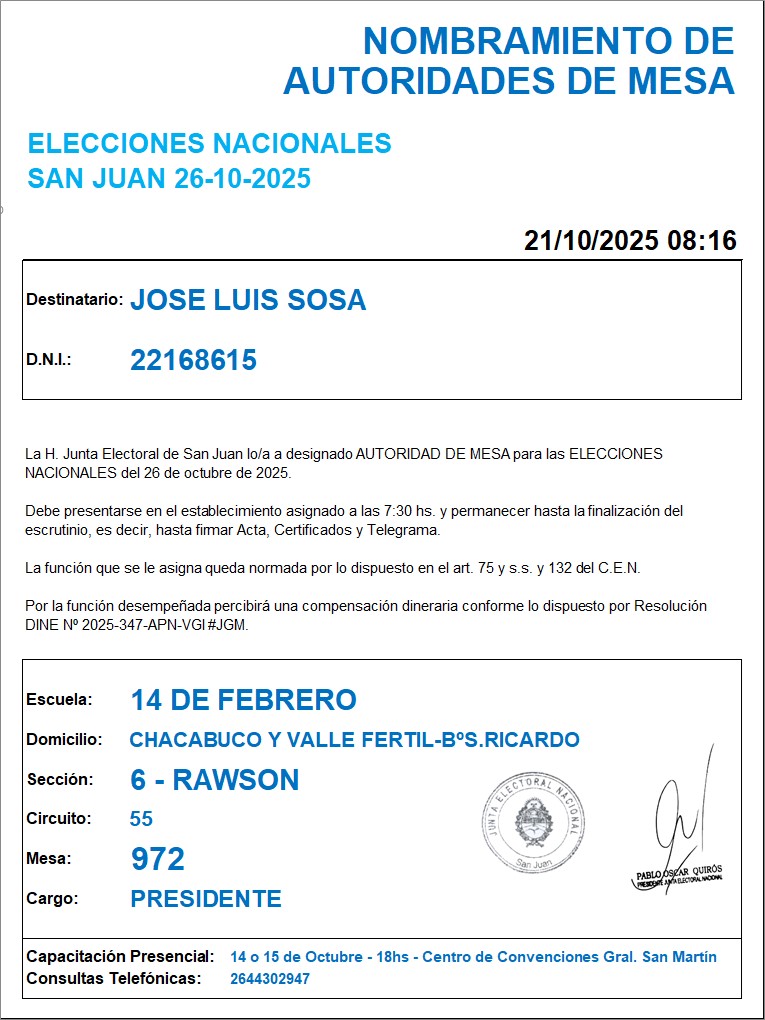 NOMBRAMIENTO DE
AUTORIDADES DE MESA
ELECCIONES NACIONALES
SAN JUAN 26-10-2025
21/10/2025 08:16
Destinatario: JOSE LUIS SOSA
D.N.I.: 22168615
La H. Junta Electoral de San Juan lo/a a designado AUTORIDAD DE MESA para las ELECCIONES
NACIONALES del 26 de octubre de 2025.
Debe presentarse en el establecimiento asignado a las 7:30 hs. y permanecer hasta la finalización del
escrutinio, es decir, hasta firmar Acta, Certificados y Telegrama.
La función que se le asigna queda normada por lo dispuesto en el art. 75 y s.s. y 132 del C.E.N.
Por la función desempeñada percibirá una compensación dineraria conforme lo dispuesto por Resolución
DINE Nº 2025-347-APN-VGI#JGM.
Escuela: 14 DE FEBRERO
Domicilio: CHACABUCO Y VALLE FERTIL-BºS.RICARDO
Sección: 6 - RAWSON
Circuito: 55
Mesa: 972
Cargo: PRESIDENTE
JUNTA ELECTORAL NACIONAL
San Juan
PABLO OSCAR QUIRÓS
PRESIDENTE JUNTA ELECTORAL NACIONAL
Capacitación Presencial: 14 o 15 de Octubre - 18hs - Centro de Convenciones Gral. San Martín
Consultas Telefónicas: 2644302947